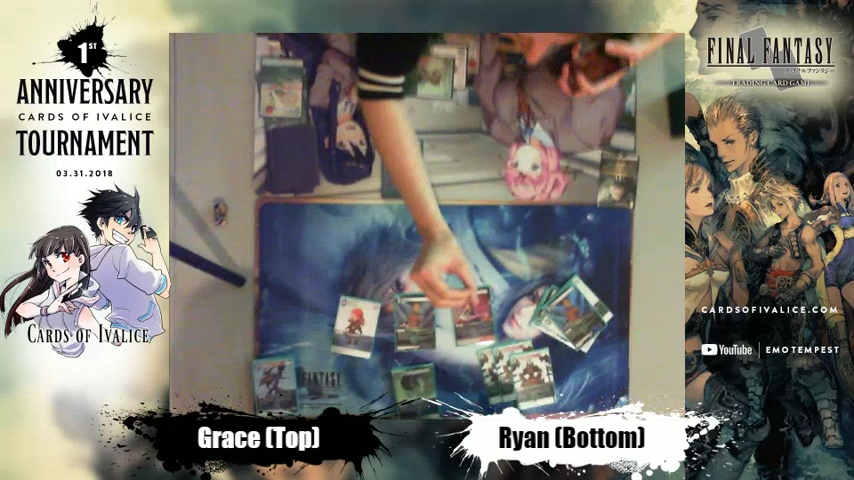 1ST
ANNIVERSARY
CARDS OF IVALICE
TOURNAMENT
03.31.2018
CARDS OF IVALICE
FINAL FANTASY
TRADING CARD GAME
CARDSOFIVALICE.COM
YouTube | EMOTEMPEST
FANTASY
Grace (Top)
Ryan (Bottom)